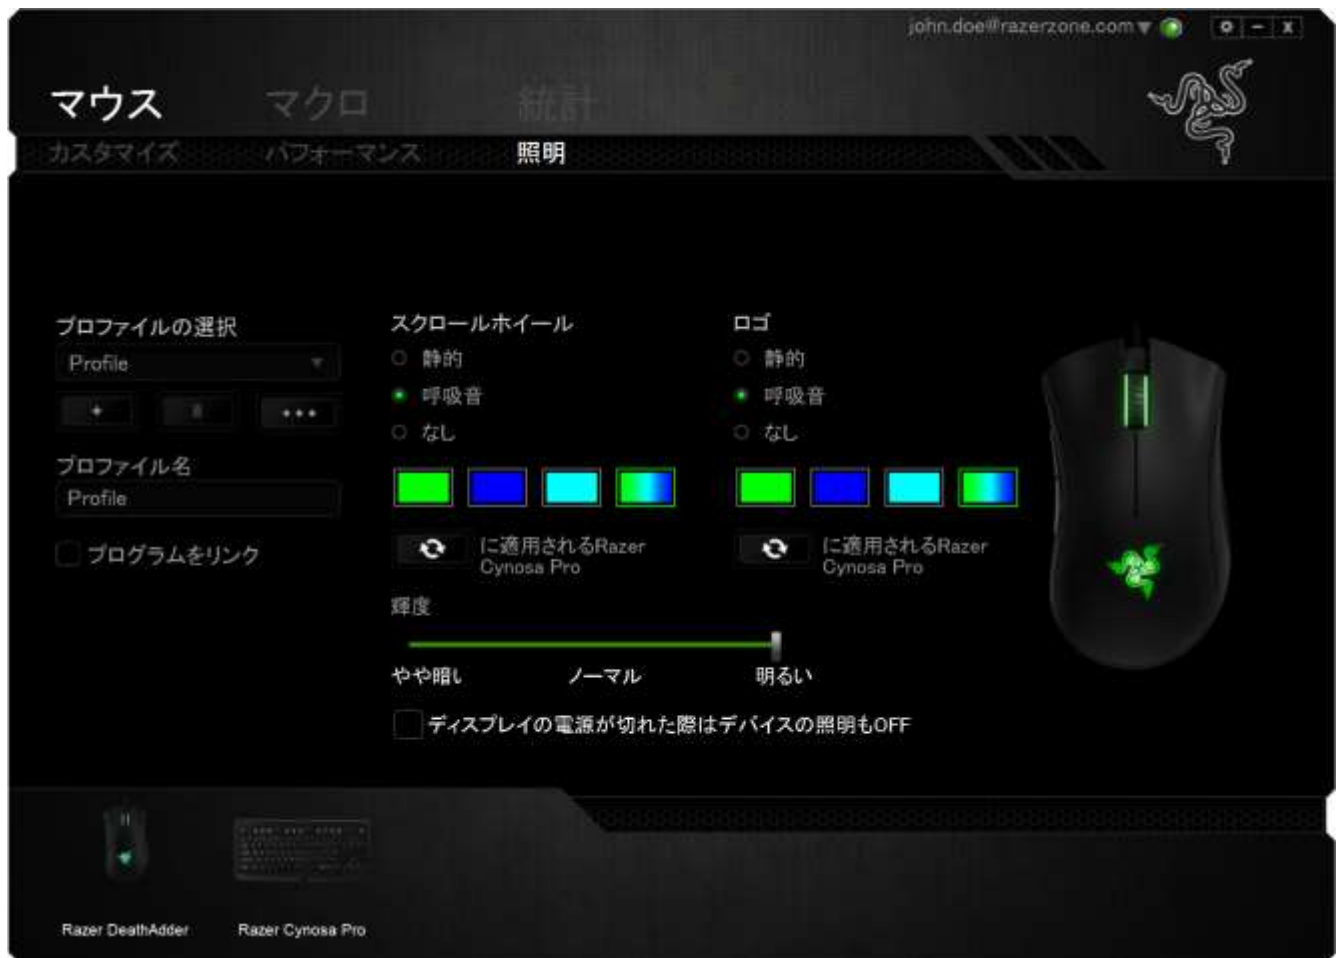 john.doe@razerzone.com
マウス マクロ 統計
カスタマイズ パフォーマンス 照明
プロファイルの選択
Profile
プロファイル名
Profile
プログラムをリンク
スクロールホイール
静的
呼吸音
なし
に適用されるRazer
Cynosa Pro
ロゴ
静的
呼吸音
なし
に適用されるRazer
Cynosa Pro
輝度
やや暗い ノーマル 明るい
ディスプレイの電源が切れた際はデバイスの照明もOFF
Razer DeathAdder Razer Cynosa Pro